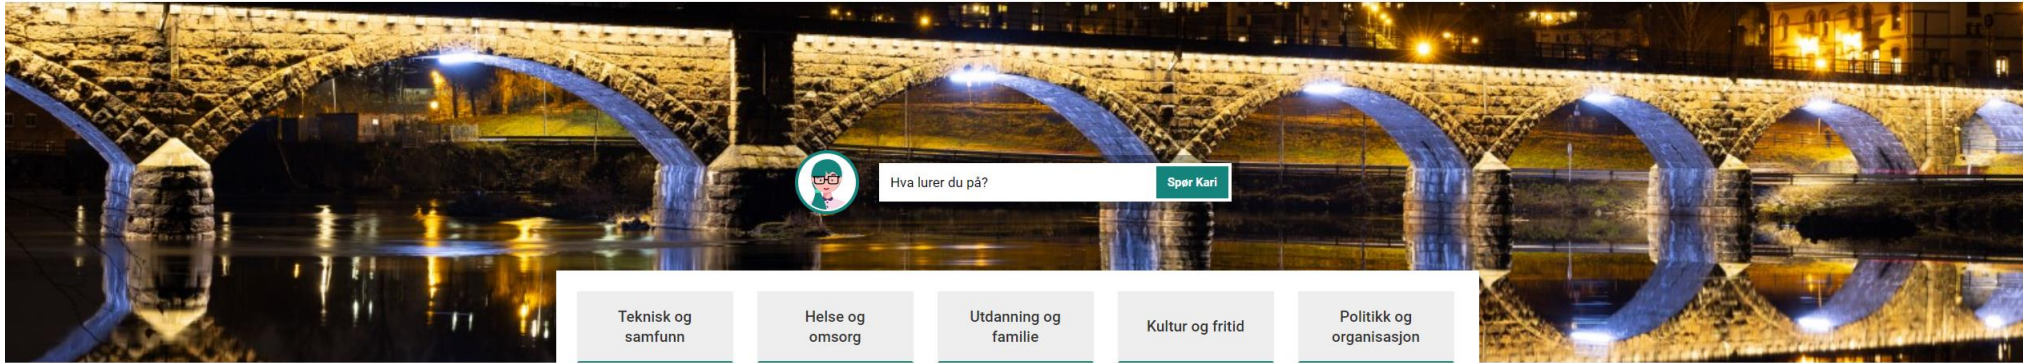 Hva lurer du på?
Spør Kari
Teknisk og
samfunn
Helse og
omsorg
Utdanning og
familie
Kultur og fritid
Politikk og
organisasjon